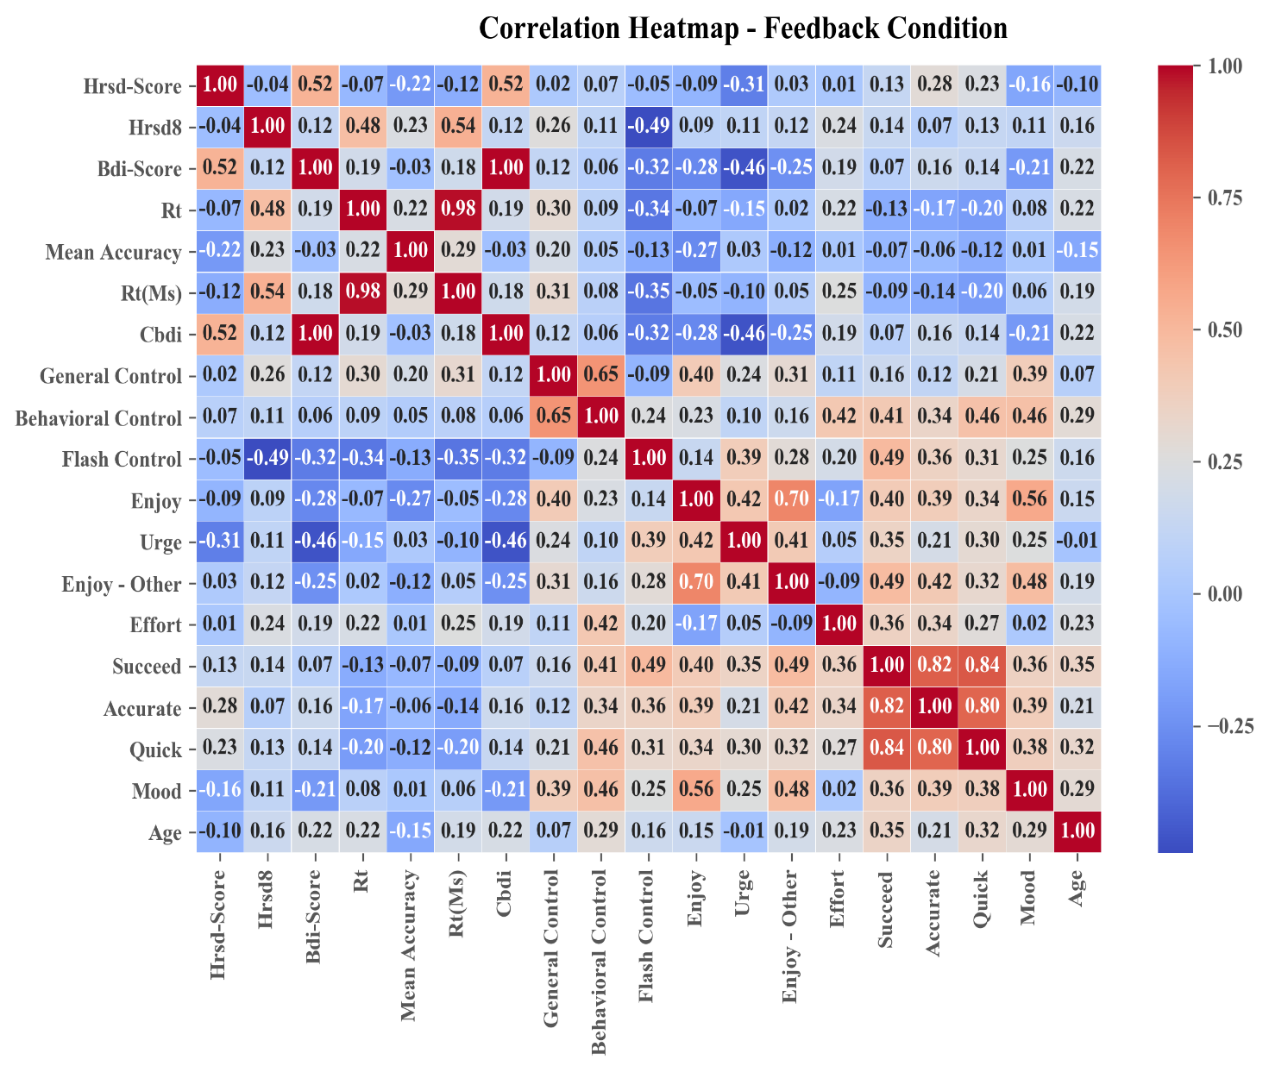 Correlation Heatmap - Feedback Condition
Hrsd-Score 1.00 -0.04 0.52 -0.07 -0.22 -0.12 0.52 0.02 0.07 -0.05 -0.09 -0.31 0.03 0.01 0.13 0.28 0.23 -0.16 -0.10
Hrsd8 -0.04 1.00 0.12 0.48 0.23 0.54 0.12 0.26 0.11 -0.49 0.09 0.11 0.12 0.24 0.14 0.07 0.13 0.11 0.16
Bdi-Score 0.52 0.12 1.00 0.19 -0.03 0.18 1.00 0.12 0.06 -0.32 -0.28 -0.46 -0.25 0.19 0.07 0.16 0.14 -0.21 0.22
Rt -0.07 0.48 0.19 1.00 0.22 0.98 0.19 0.30 0.09 -0.34 -0.07 -0.15 0.02 0.22 -0.13 -0.17 -0.20 0.08 0.22
Mean Accuracy -0.22 0.23 -0.03 0.22 1.00 0.29 -0.03 0.20 0.05 -0.13 -0.27 0.03 -0.12 0.01 -0.07 -0.06 -0.12 0.01 -0.15
Rt(Ms) -0.12 0.54 0.18 0.98 0.29 1.00 0.18 0.31 0.08 -0.35 -0.05 -0.10 0.05 0.25 -0.09 -0.14 -0.20 0.06 0.19
Cbdi 0.52 0.12 1.00 0.19 -0.03 0.18 1.00 0.12 0.06 -0.32 -0.28 -0.46 -0.25 0.19 0.07 0.16 0.14 -0.21 0.22
General Control 0.02 0.26 0.12 0.30 0.20 0.31 0.12 1.00 0.65 -0.09 0.40 0.24 0.31 0.11 0.16 0.12 0.21 0.39 0.07
Behavioral Control 0.07 0.11 0.06 0.09 0.05 0.08 0.06 0.65 1.00 0.24 0.23 0.10 0.16 0.42 0.41 0.34 0.46 0.46 0.29
Flash Control -0.05 -0.49 -0.32 -0.34 -0.13 -0.35 -0.32 -0.09 0.24 1.00 0.14 0.39 0.28 0.20 0.49 0.36 0.31 0.25 0.16
Enjoy -0.09 0.09 -0.28 -0.07 -0.27 -0.05 -0.28 0.40 0.23 0.14 1.00 0.42 0.70 -0.17 0.40 0.39 0.34 0.56 0.15
Urge -0.31 0.11 -0.46 -0.15 0.03 -0.10 -0.46 0.24 0.10 0.39 0.42 1.00 0.41 0.05 0.35 0.21 0.30 0.25 -0.01
Enjoy - Other 0.03 0.12 -0.25 0.02 -0.12 0.05 -0.25 0.31 0.16 0.28 0.70 0.41 1.00 -0.09 0.49 0.42 0.32 0.48 0.19
Effort 0.01 0.24 0.19 0.22 0.01 0.25 0.19 0.11 0.42 0.20 -0.17 0.05 -0.09 1.00 0.36 0.34 0.27 0.02 0.23
Succeed 0.13 0.14 0.07 -0.13 -0.07 -0.09 0.07 0.16 0.41 0.49 0.40 0.35 0.49 0.36 1.00 0.82 0.84 0.36 0.35
Accurate 0.28 0.07 0.16 -0.17 -0.06 -0.14 0.16 0.12 0.34 0.36 0.39 0.21 0.42 0.34 0.82 1.00 0.80 0.39 0.21
Quick 0.23 0.13 0.14 -0.20 -0.12 -0.20 0.14 0.21 0.46 0.31 0.34 0.30 0.32 0.27 0.84 0.80 1.00 0.38 0.32
Mood -0.16 0.11 -0.21 0.08 0.01 0.06 -0.21 0.39 0.46 0.25 0.56 0.25 0.48 0.02 0.36 0.39 0.38 1.00 0.29
Age -0.10 0.16 0.22 0.22 -0.15 0.19 0.22 0.07 0.29 0.16 0.15 -0.01 0.19 0.23 0.35 0.21 0.32 0.29 1.00
Hrsd-Score
Hrsd8
Bdi-Score
Rt
Mean Accuracy
Rt(Ms)
Cbdi
General Control
Behavioral Control
Flash Control
Enjoy
Urge
Enjoy - Other
Effort
Succeed
Accurate
Quick
Mood
Age
1.00
0.75
0.50
0.25
0.00
−0.25